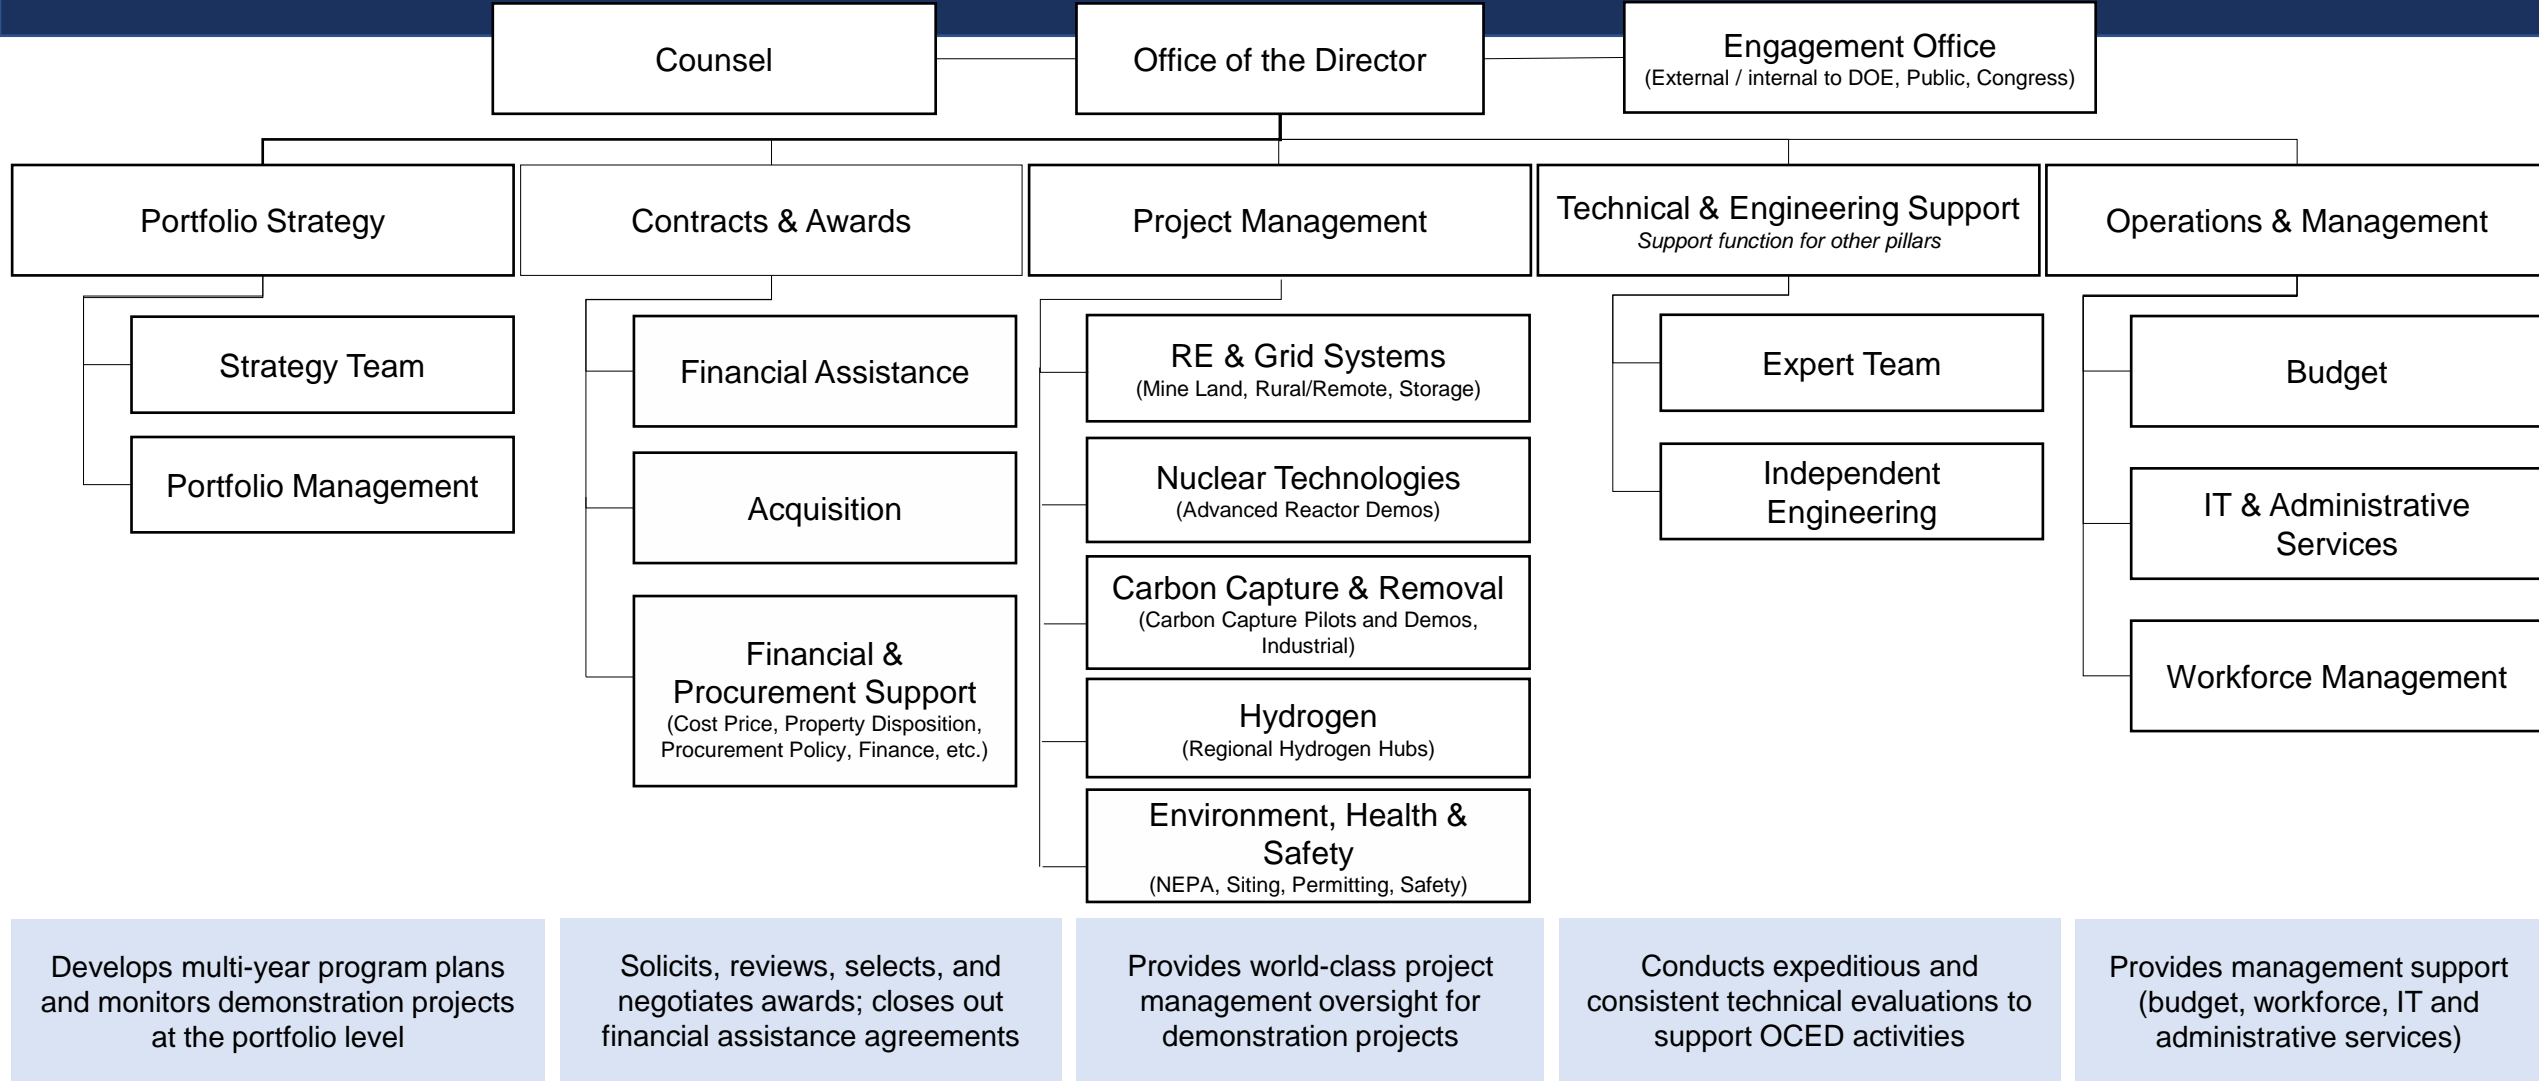 Counsel
Office of the Director
Engagement Office
(External / internal to DOE, Public, Congress)
Portfolio Strategy
Contracts & Awards
Project Management
Technical & Engineering Support
Support function for other pillars
Operations & Management
Strategy Team
Portfolio Management
Financial Assistance
Acquisition
Financial &
Procurement Support
(Cost Price, Property Disposition,
Procurement Policy, Finance, etc.)
RE & Grid Systems
(Mine Land, Rural/Remote, Storage)
Nuclear Technologies
(Advanced Reactor Demos)
Carbon Capture & Removal
(Carbon Capture Pilots and Demos,
Industrial)
Hydrogen
(Regional Hydrogen Hubs)
Environment, Health &
Safety
(NEPA, Siting, Permitting, Safety)
Expert Team
Independent
Engineering
Budget
IT & Administrative
Services
Workforce Management
Develops multi-year program plans
and monitors demonstration projects
at the portfolio level
Solicits, reviews, selects, and
negotiates awards; closes out
financial assistance agreements
Provides world-class project
management oversight for
demonstration projects
Conducts expeditious and
consistent technical evaluations to
support OCED activities
Provides management support
(budget, workforce, IT and
administrative services)